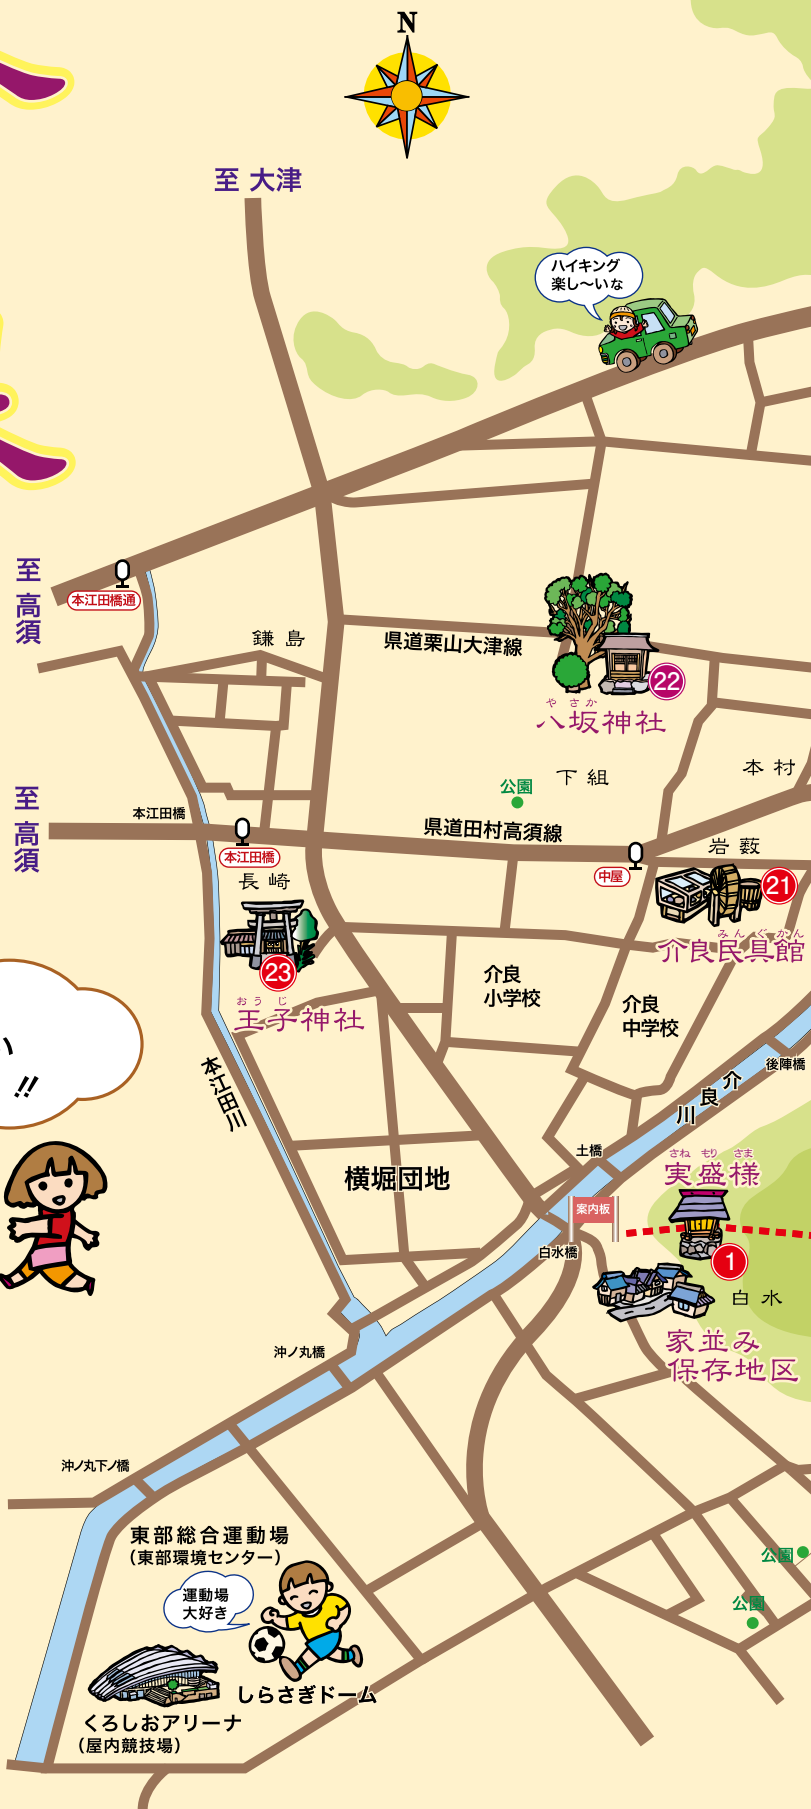 N
至 大津
ハイキング
楽し〜いな
至 高須
本江田橋通
鎌島
県道栗山大津線
22
やさか
八坂神社
下組
本村
公園
至 高須
本江田橋
県道田村高須線
本江田橋
中屋
岩藪
長崎
21
みんぐかん
介良民具館
23
おうじ
王子神社
介良
小学校
介良
中学校
い
!!
本江田川
後陣橋
介良川
土橋
さね もり さま
実盛様
横堀団地
案内板
白水橋
1
白水
家並み
保存地区
沖ノ丸橋
沖ノ丸下ノ橋
東部総合運動場
(東部環境センター)
公園
運動場
大好き
公園
しらさぎドーム
くろしおアリーナ
(屋内競技場)